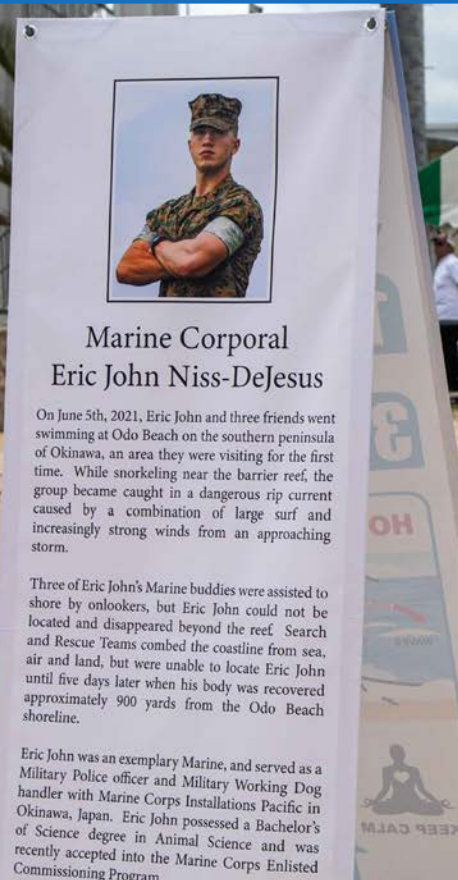 Marine Corporal
Eric John Niss-DeJesus
On June 5th, 2021, Eric John and three friends went
swimming at Odo Beach on the southern peninsula
of Okinawa, an area they were visiting for the first
time. While snorkeling near the barrier reef, the
group became caught in a dangerous rip current
caused by a combination of large surf and
increasingly strong winds from an approaching
storm.
Three of Eric John's Marine buddies were assisted to
shore by onlookers, but Eric John could not be
located and disappeared beyond the reef. Search
and Rescue Teams combed the coastline from sea,
air and land, but were unable to locate Eric John
until five days later when his body was recovered
approximately 900 yards from the Odo Beach
shoreline.
Eric John was an exemplary Marine, and served as a
Military Police officer and Military Working Dog
handler with Marine Corps Installations Pacific in
Okinawa, Japan. Eric John possessed a Bachelor's
of Science degree in Animal Science and was
recently accepted into the Marine Corps Enlisted
Commissioning Program
3
HO
WAVES
KEEP CALM